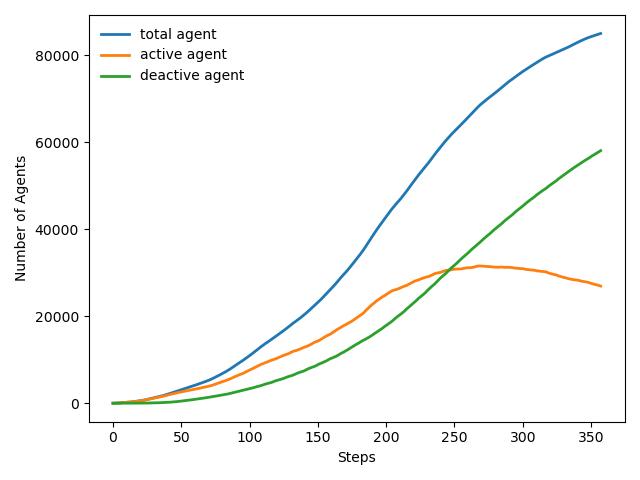 total agent
active agent
deactive agent
80000
60000
40000
20000
0
Number of Agents
0 50 100 150 200 250 300 350
Steps